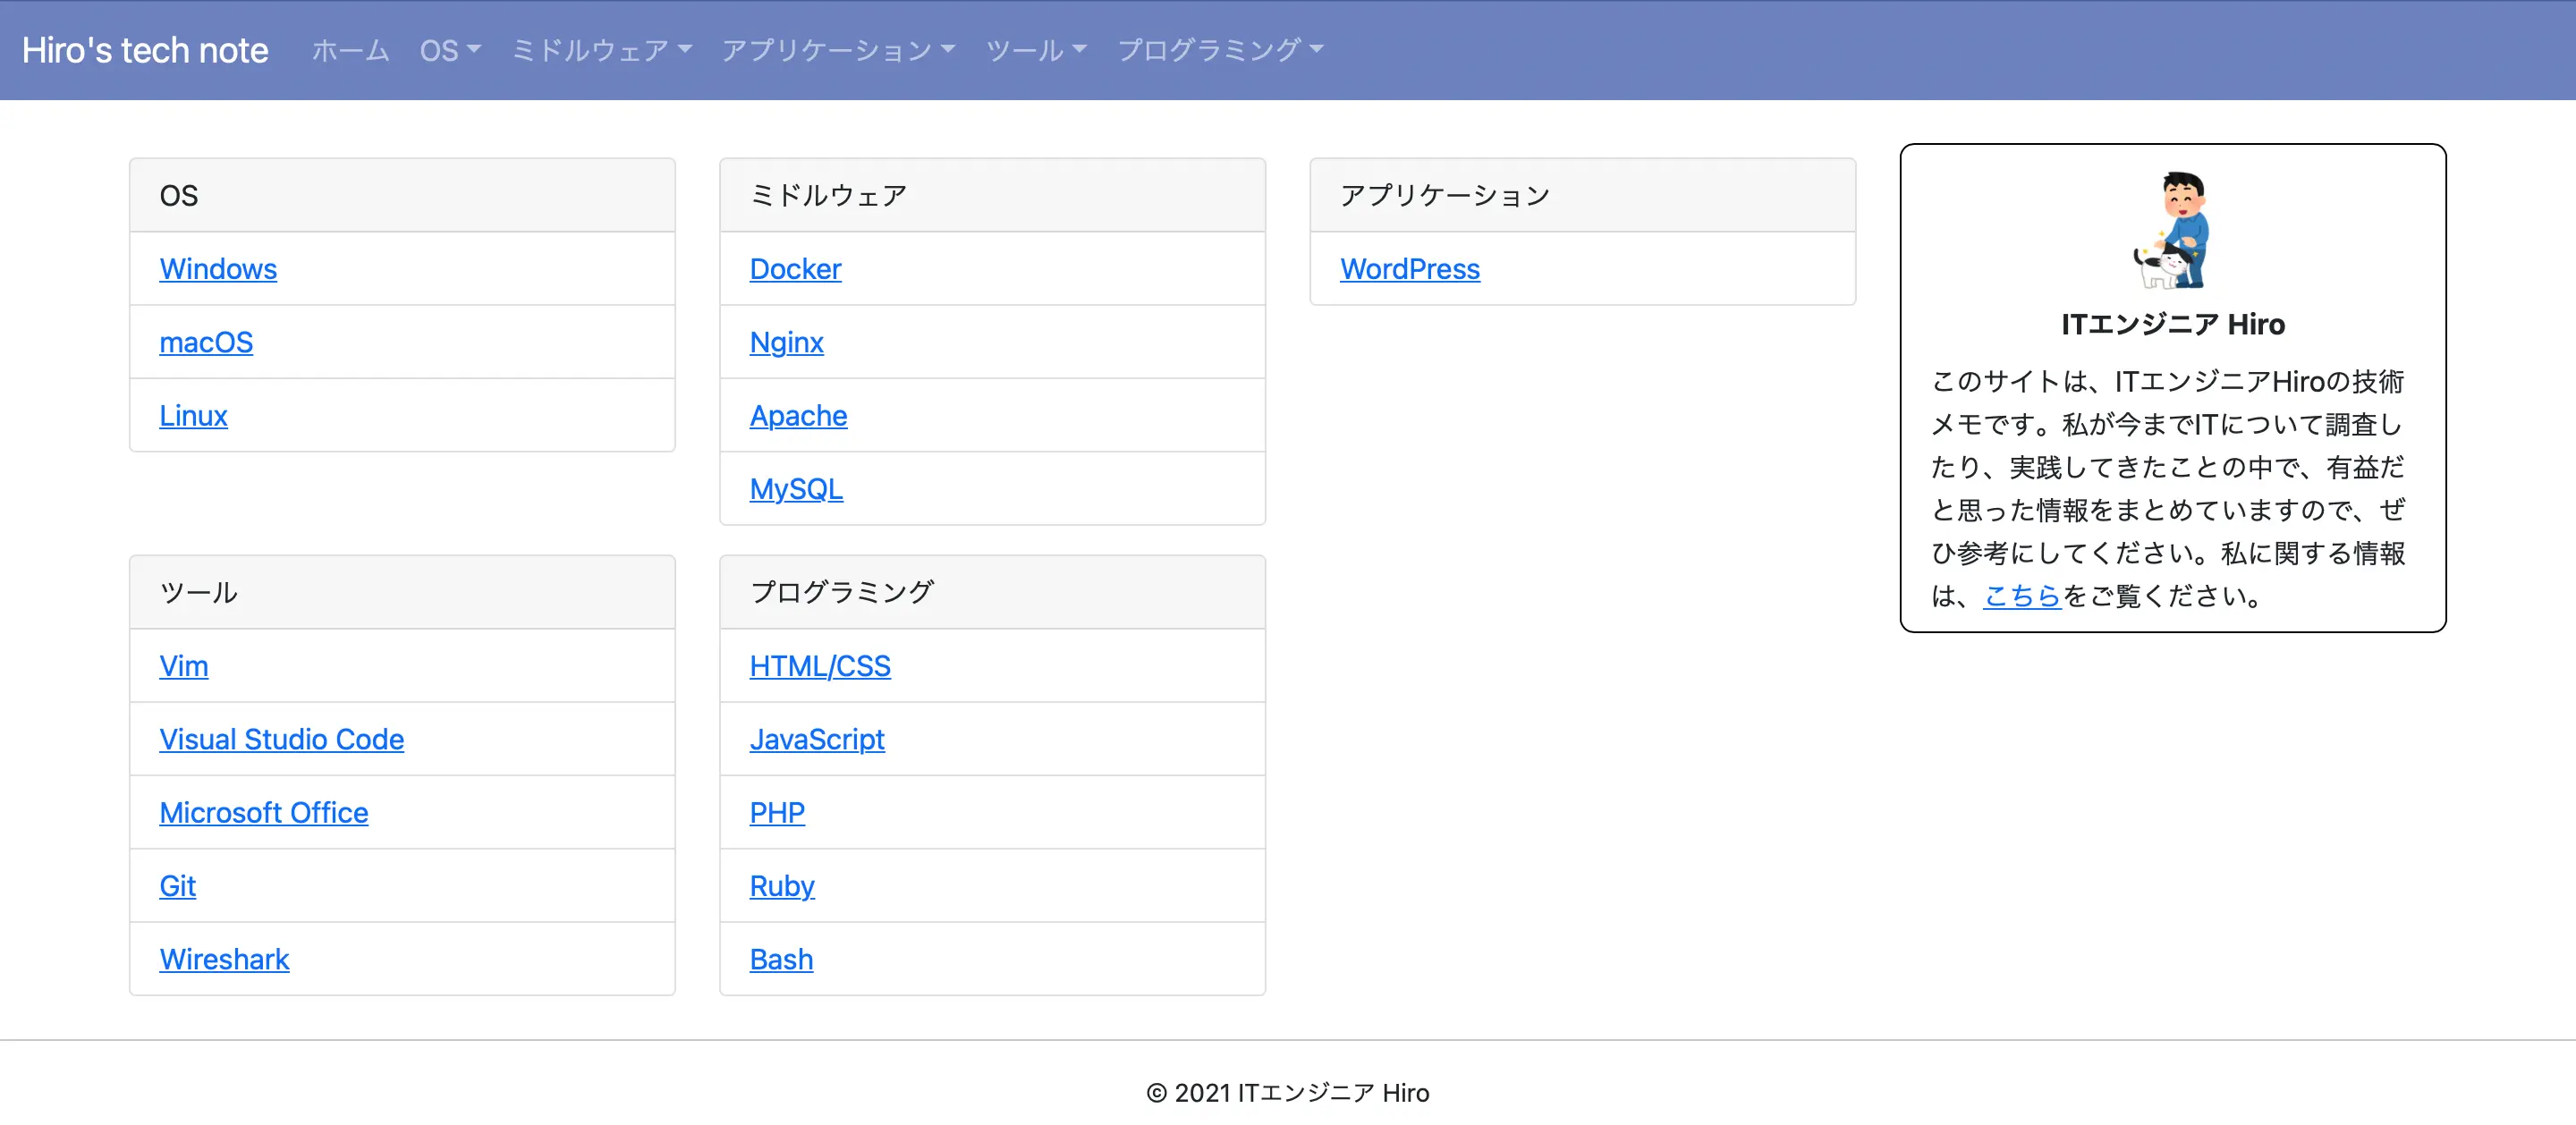 Hiro's tech note ホーム OS ミドルウェア アプリケーション ツール プログラミング
OS
Windows
macOS
Linux
ミドルウェア
Docker
Nginx
Apache
MySQL
アプリケーション
WordPress
ツール
Vim
Visual Studio Code
Microsoft Office
Git
Wireshark
プログラミング
HTML/CSS
JavaScript
PHP
Ruby
Bash
ITエンジニア Hiro
このサイトは、ITエンジニアHiroの技術
メモです。私が今までITについて調査し
たり、実践してきたことの中で、有益だ
と思った情報をまとめていますので、ぜ
ひ参考にしてください。私に関する情報
は、こちらをご覧ください。
© 2021 ITエンジニア Hiro